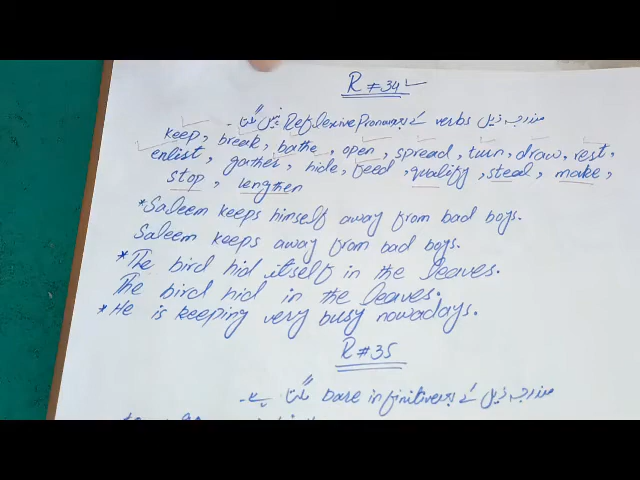 R # 34
مندرجہ ذیل verbs کے بعد Reflexive Pronouns نہیں لگتا۔
keep, break, bathe, open, spread, turn, draw, rest,
enlist, gather, hide, feed, qualify, steal, make,
stop, lengthen
*Saleem keeps himself away from bad boys.
Saleem keeps away from bad boys.
*The bird hid itself in the leaves.
The bird hid in the leaves.
*He is keeping very busy nowadays.
R # 35
مندرجہ ذیل کے بعد bare infinitive لگتا ہے۔